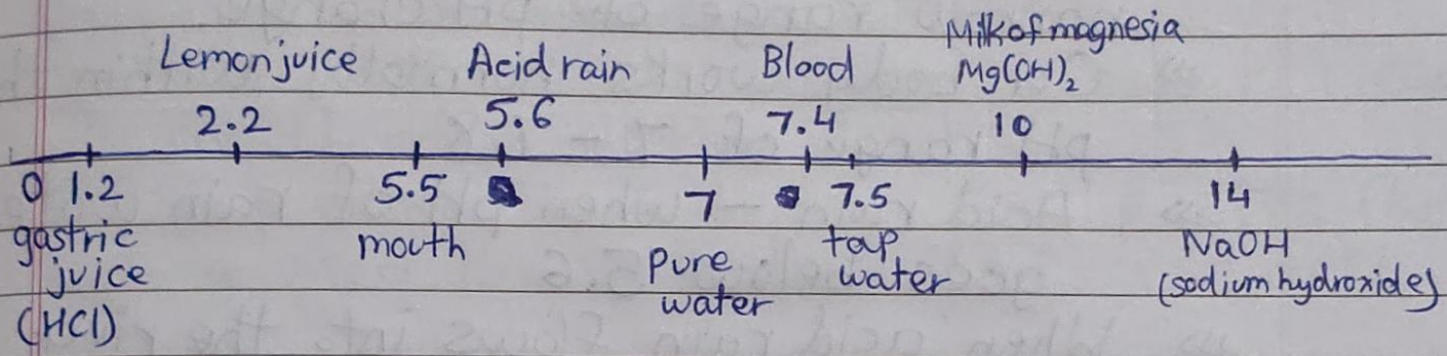 Milk of magnesia
Lemon juice Acid rain Blood Mg(OH)₂
2.2 5.6 7.4 10
0 1.2 5.5 7 7.5 14
gastric mouth pure tap NaOH
juice water water (sodium hydroxide)
(HCl)